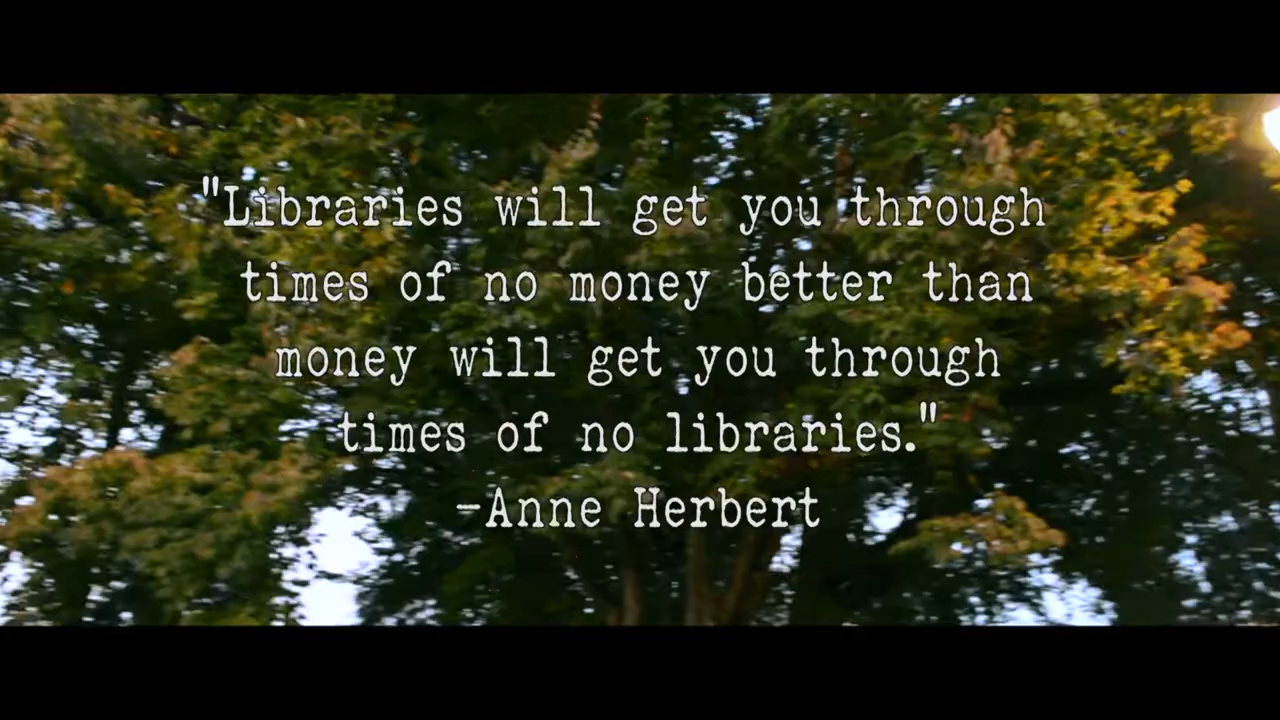 "Libraries will get you through
times of no money better than
money will get you through
times of no libraries."
-Anne Herbert